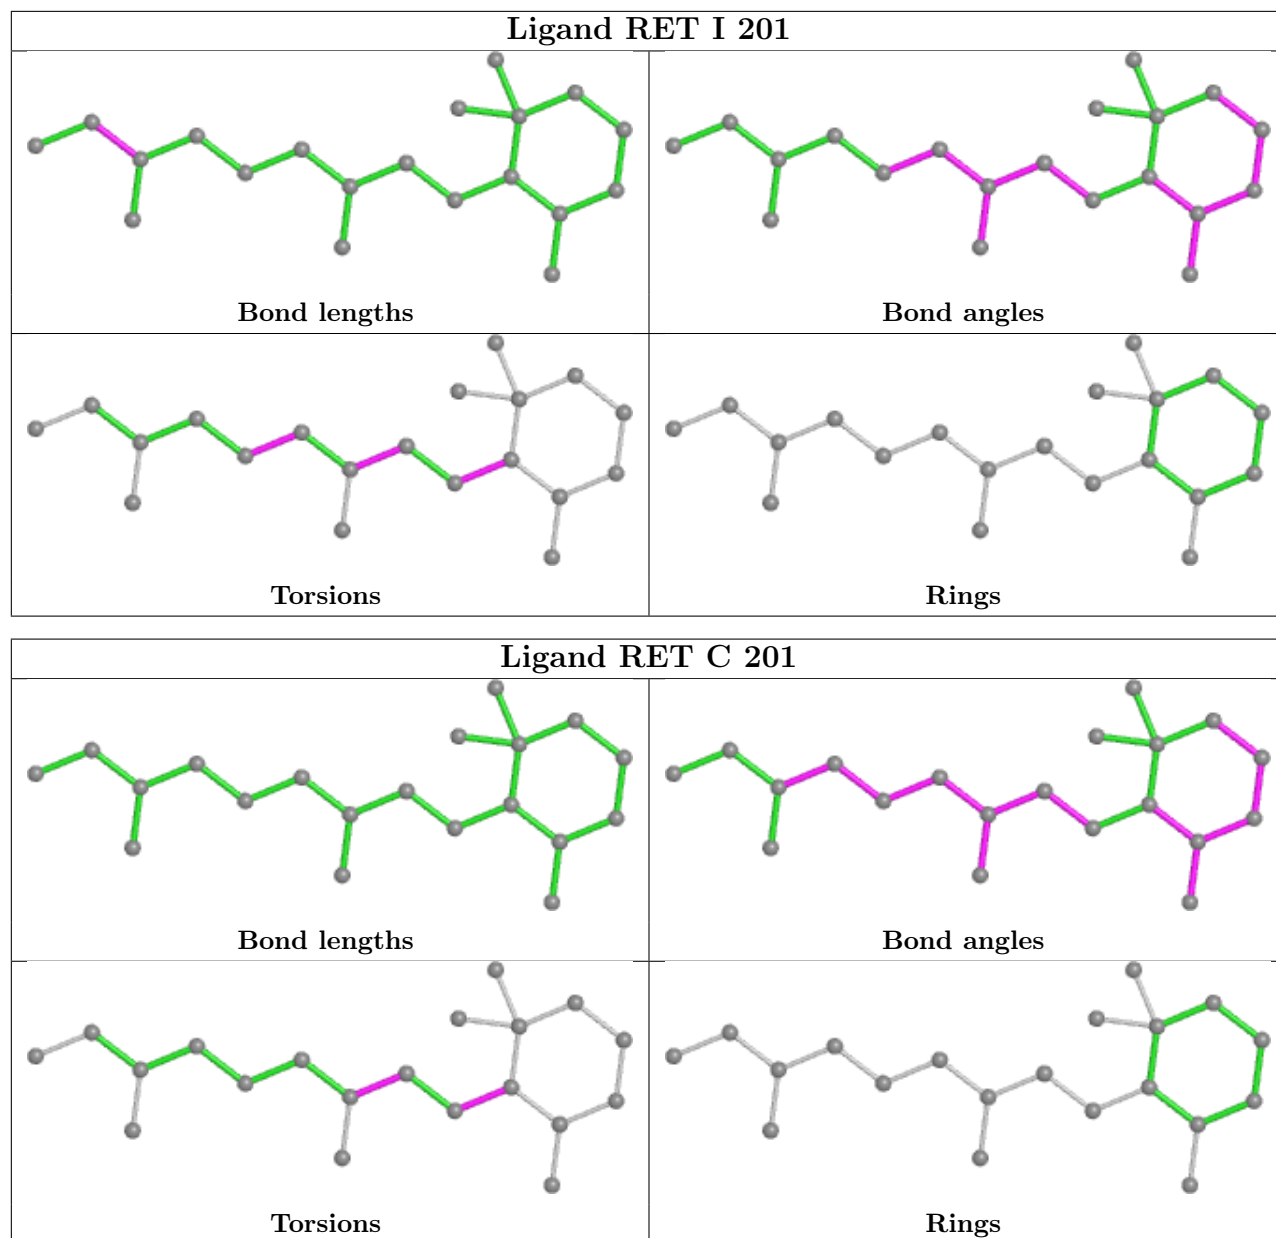 Ligand RET I 201
Bond lengths
Bond angles
Torsions
Rings
Ligand RET C 201
Bond lengths
Bond angles
Torsions
Rings